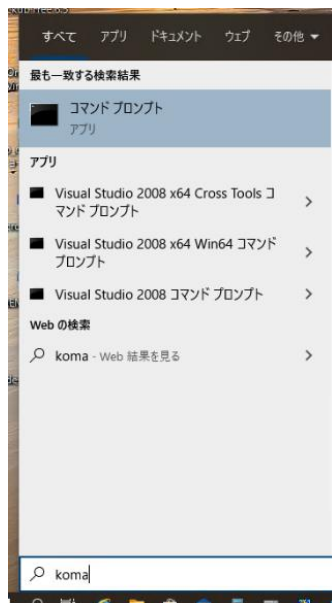 すべて アプリ ドキュメント ウェブ その他
最も一致する検索結果
コマンド プロンプト
アプリ
アプリ
Visual Studio 2008 x64 Cross Tools コ
マンド プロンプト
Visual Studio 2008 x64 Win64 コマンド
プロンプト
Visual Studio 2008 コマンド プロンプト
Web の検索
koma - Web 結果を見る
koma